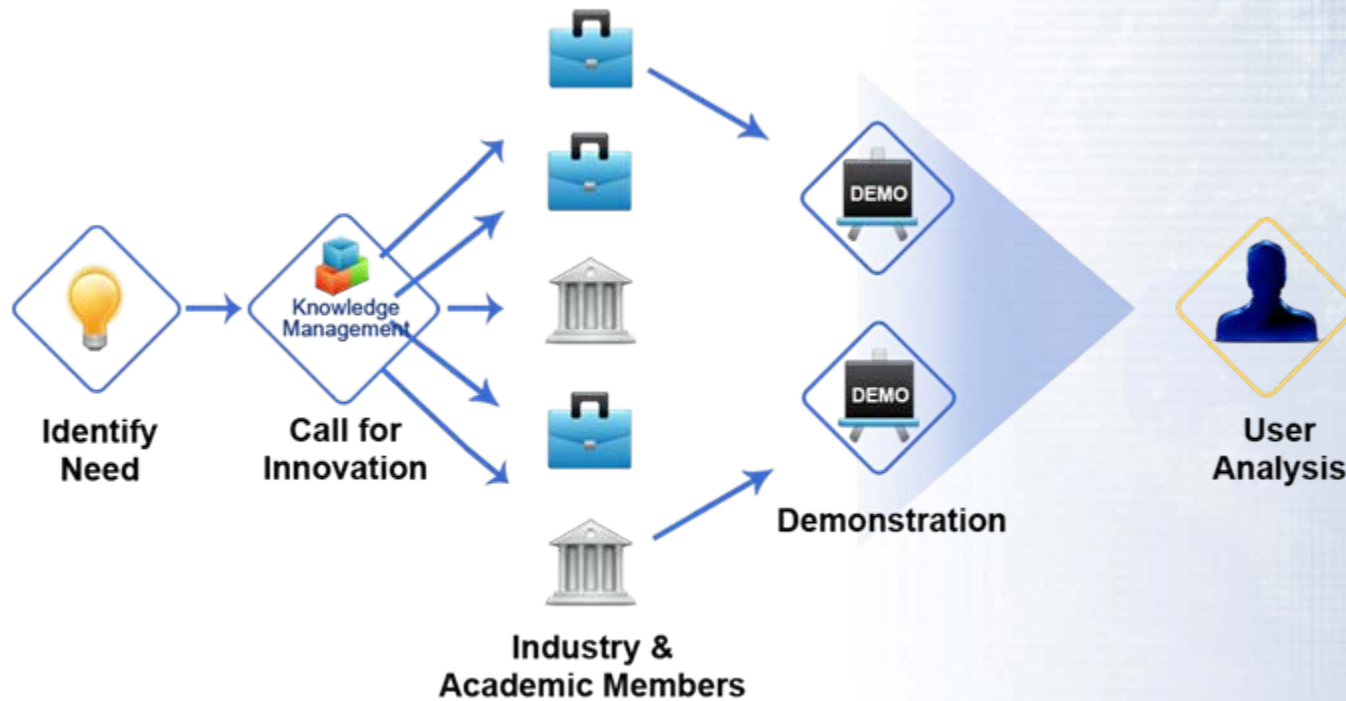 DEMO
Knowledge
Management
DEMO
Identify
Need
Call for
Innovation
User
Analysis
Demonstration
Industry &
Academic Members